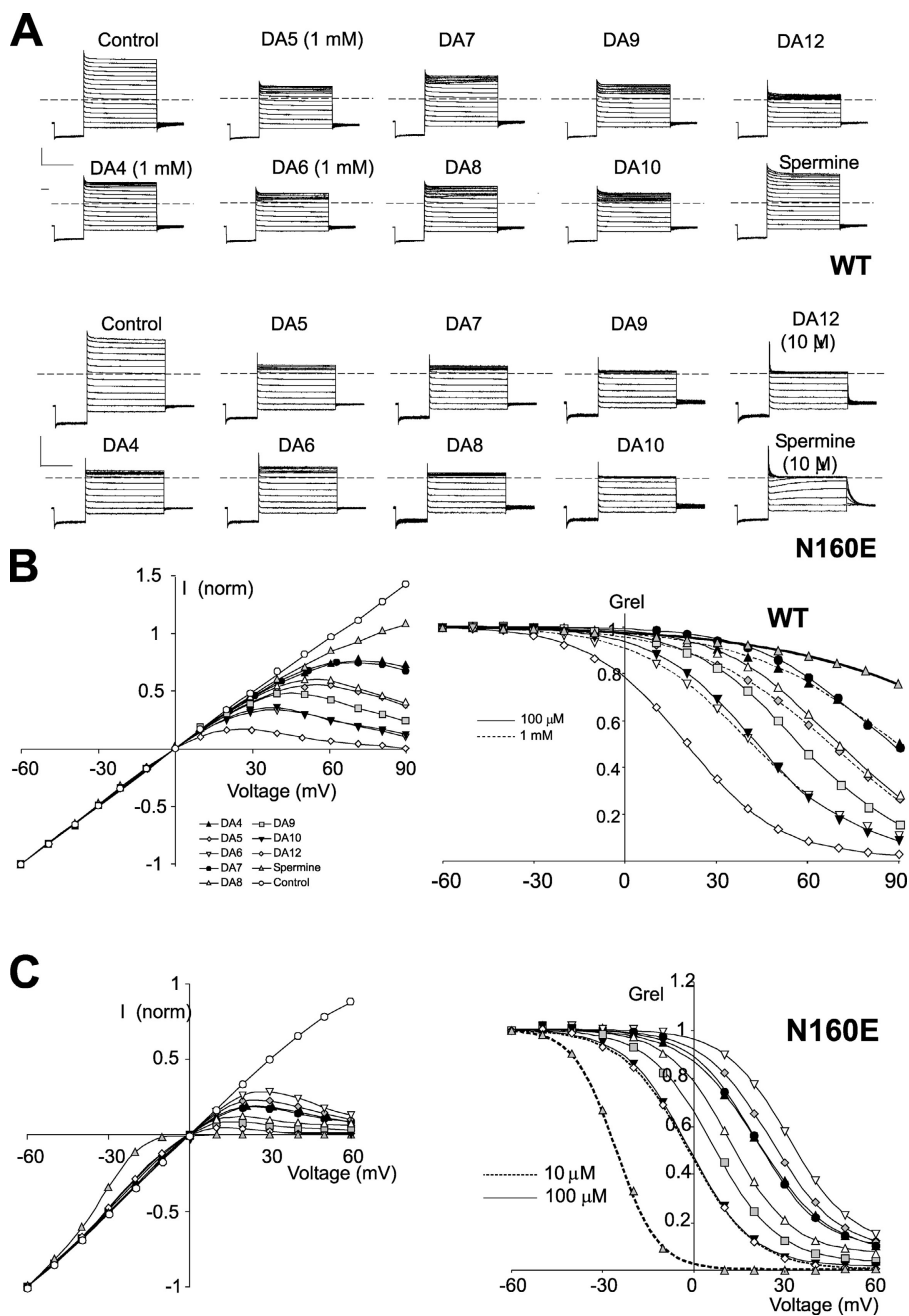 A
Control
DA5 (1 mM)
DA7
DA9
DA12
DA4 (1 mM)
DA6 (1 mM)
DA8
DA10
Spermine
WT
Control
DA5
DA7
DA9
DA12
(10 μM)
DA4
DA6
DA8
DA10
Spermine
(10 μM)
N160E
B
1.5
I (norm)
1
0.5
-60
-30
30
60
90
Voltage (mV)
-0.5
-1
DA4
DA9
DA5
DA10
DA6
DA12
DA7
Spermine
DA8
Control
Grel
WT
1
0.8
0.6
0.4
0.2
100 μM
1 mM
-60
-30
0
30
60
90
C
1
I (norm)
0.5
-60
-30
0
30
60
Voltage (mV)
-0.5
-1
1.2
Grel
N160E
1
0.8
0.6
0.4
0.2
10 μM
100 μM
-60
-30
0
30
60
Voltage (mV)